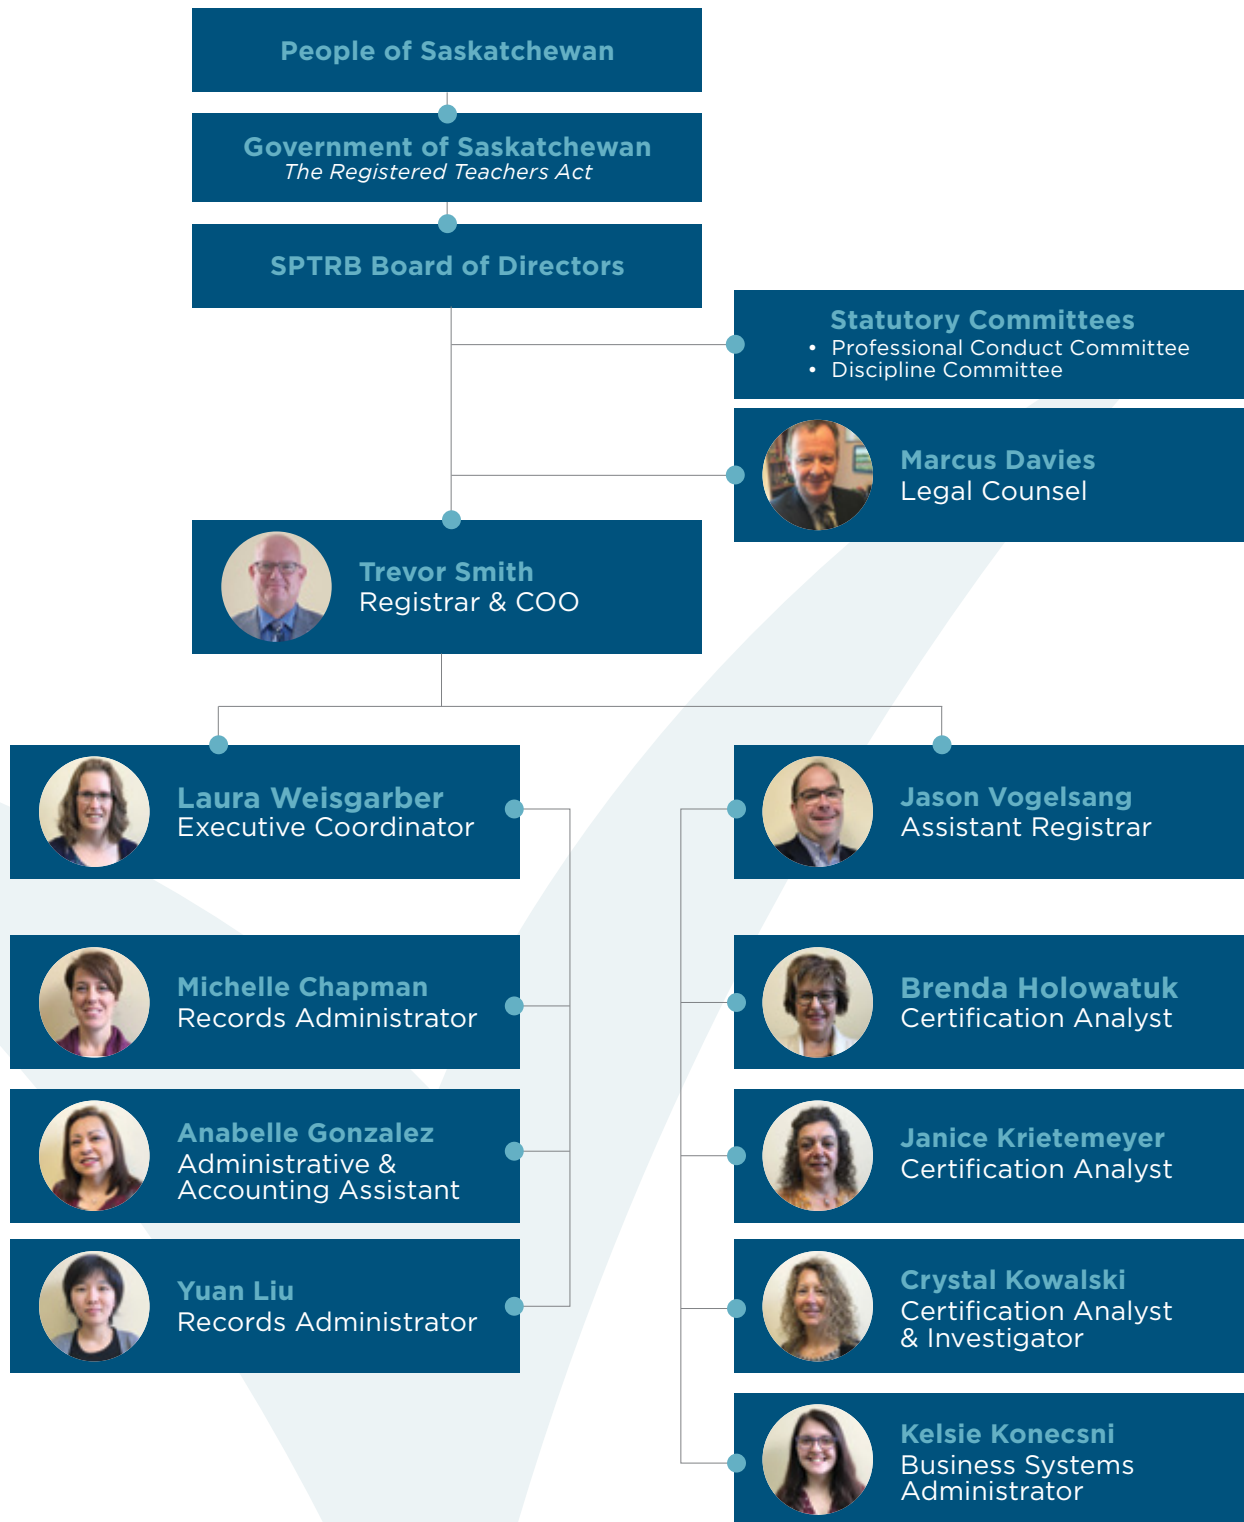 People of Saskatchewan
Government of Saskatchewan
The Registered Teachers Act
SPTRB Board of Directors
Statutory Committees
• Professional Conduct Committee
• Discipline Committee
Marcus Davies
Legal Counsel
Trevor Smith
Registrar & COO
Laura Weisgarber
Executive Coordinator
Michelle Chapman
Records Administrator
Anabelle Gonzalez
Administrative &
Accounting Assistant
Yuan Liu
Records Administrator
Jason Vogelsang
Assistant Registrar
Brenda Holowatuk
Certification Analyst
Janice Krietemeyer
Certification Analyst
Crystal Kowalski
Certification Analyst
& Investigator
Kelsie Konecsni
Business Systems
Administrator